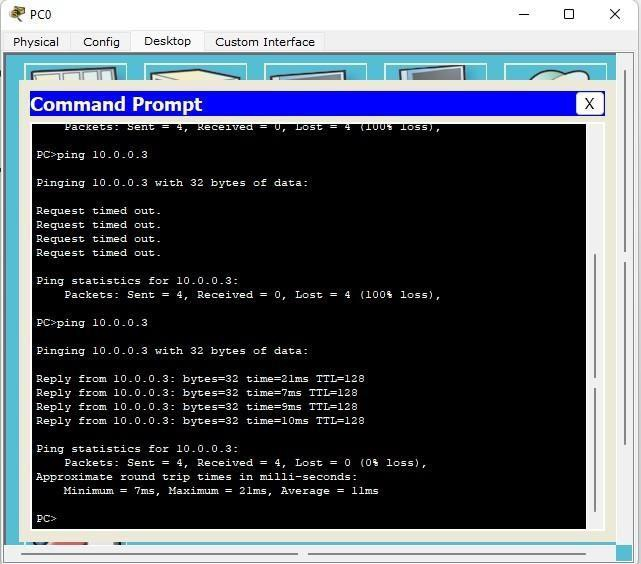 PC0
Physical Config Desktop Custom Interface
Command Prompt X
Packets: Sent = 4, Received = 0, Lost = 4 (100% loss),
PC>ping 10.0.0.3
Pinging 10.0.0.3 with 32 bytes of data:
Request timed out.
Request timed out.
Request timed out.
Request timed out.
Ping statistics for 10.0.0.3:
Packets: Sent = 4, Received = 0, Lost = 4 (100% loss),
PC>ping 10.0.0.3
Pinging 10.0.0.3 with 32 bytes of data:
Reply from 10.0.0.3: bytes=32 time=21ms TTL=128
Reply from 10.0.0.3: bytes=32 time=7ms TTL=128
Reply from 10.0.0.3: bytes=32 time=9ms TTL=128
Reply from 10.0.0.3: bytes=32 time=10ms TTL=128
Ping statistics for 10.0.0.3:
Packets: Sent = 4, Received = 4, Lost = 0 (0% loss),
Approximate round trip times in milli-seconds:
Minimum = 7ms, Maximum = 21ms, Average = 11ms
PC>